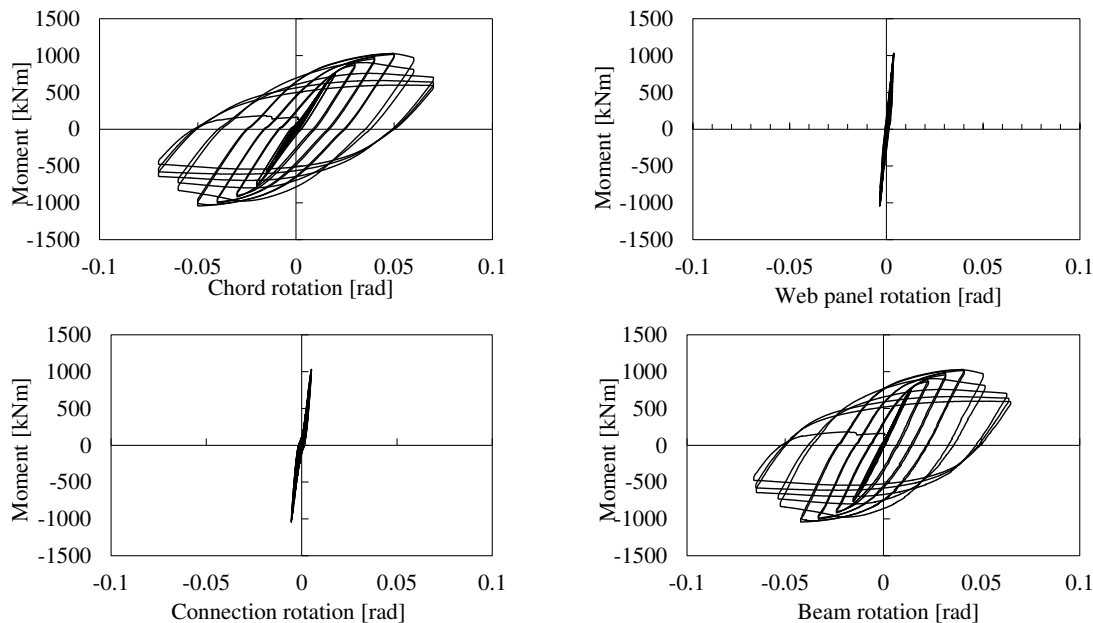 1500
1000
500
0
-500
-1000
-1500
Moment [kNm]
-0.1 -0.05 0 0.05 0.1
Chord rotation [rad]
1500
1000
500
0
-500
-1000
-1500
Moment [kNm]
-0.1 -0.05 0 0.05 0.1
Web panel rotation [rad]
1500
1000
500
0
-500
-1000
-1500
Moment [kNm]
-0.1 -0.05 0 0.05 0.1
Connection rotation [rad]
1500
1000
500
0
-500
-1000
-1500
Moment [kNm]
-0.1 -0.05 0 0.05 0.1
Beam rotation [rad]